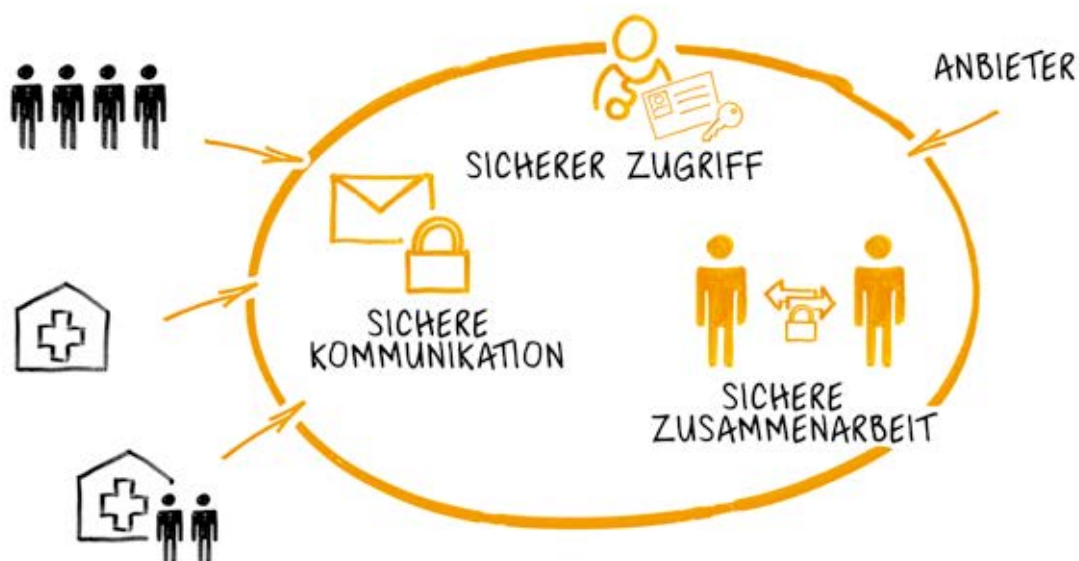 ANBIETER
SICHERER ZUGRIFF
SICHERE
KOMMUNIKATION
SICHERE
ZUSAMMENARBEIT